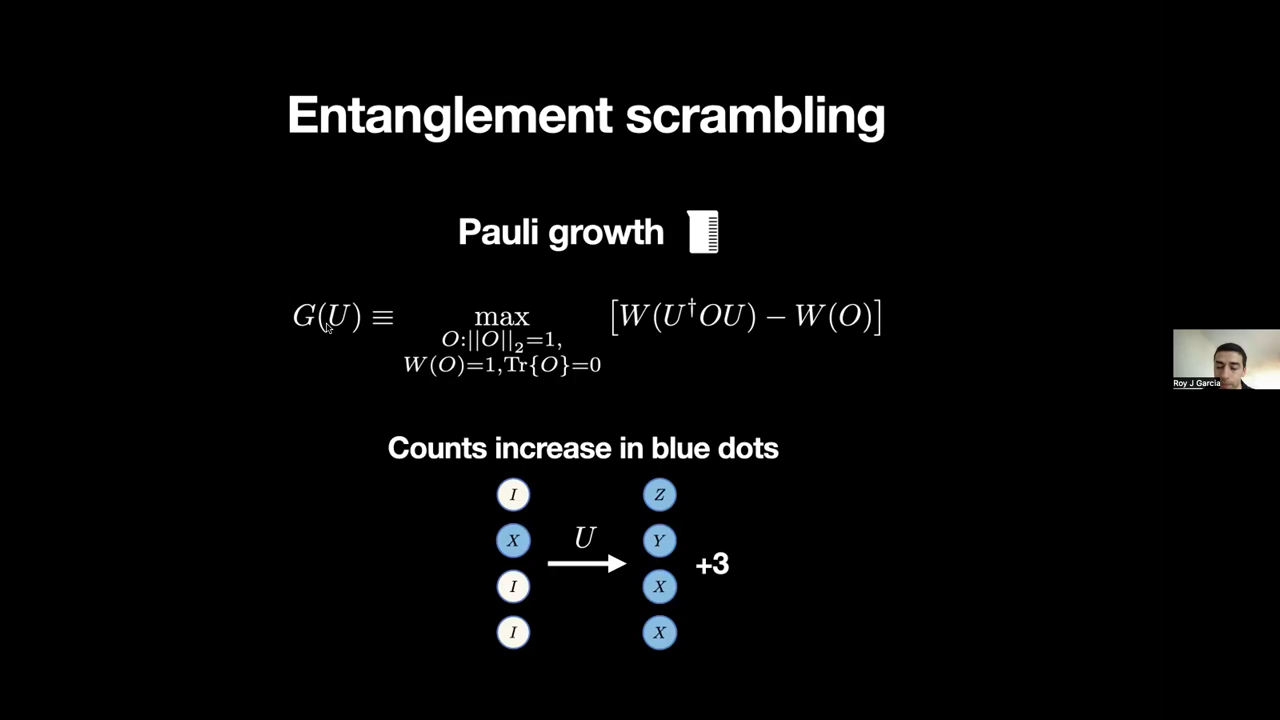 Entanglement scrambling
Pauli growth
G(U) ≡ max [W(U†OU) − W(O)]
O:||O||₂=1,
W(O)=1,Tr{O}=0
Counts increase in blue dots
I Z
X U Y
+3
I X
I X
Roy J Garcia